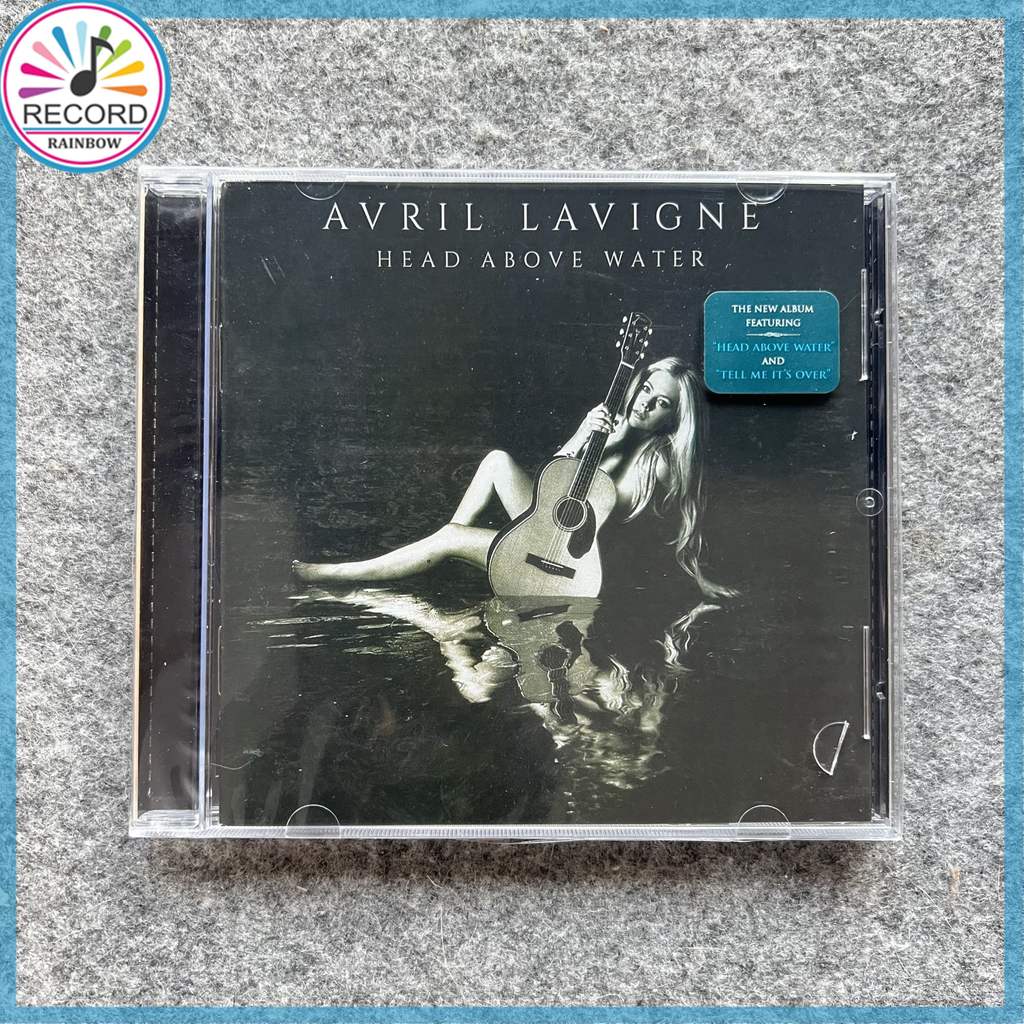 RECORD
RAINBOW
AVRIL LAVIGNE
HEAD ABOVE WATER
THE NEW ALBUM
FEATURING
"HEAD ABOVE WATER"
AND
"TELL ME IT'S OVER"